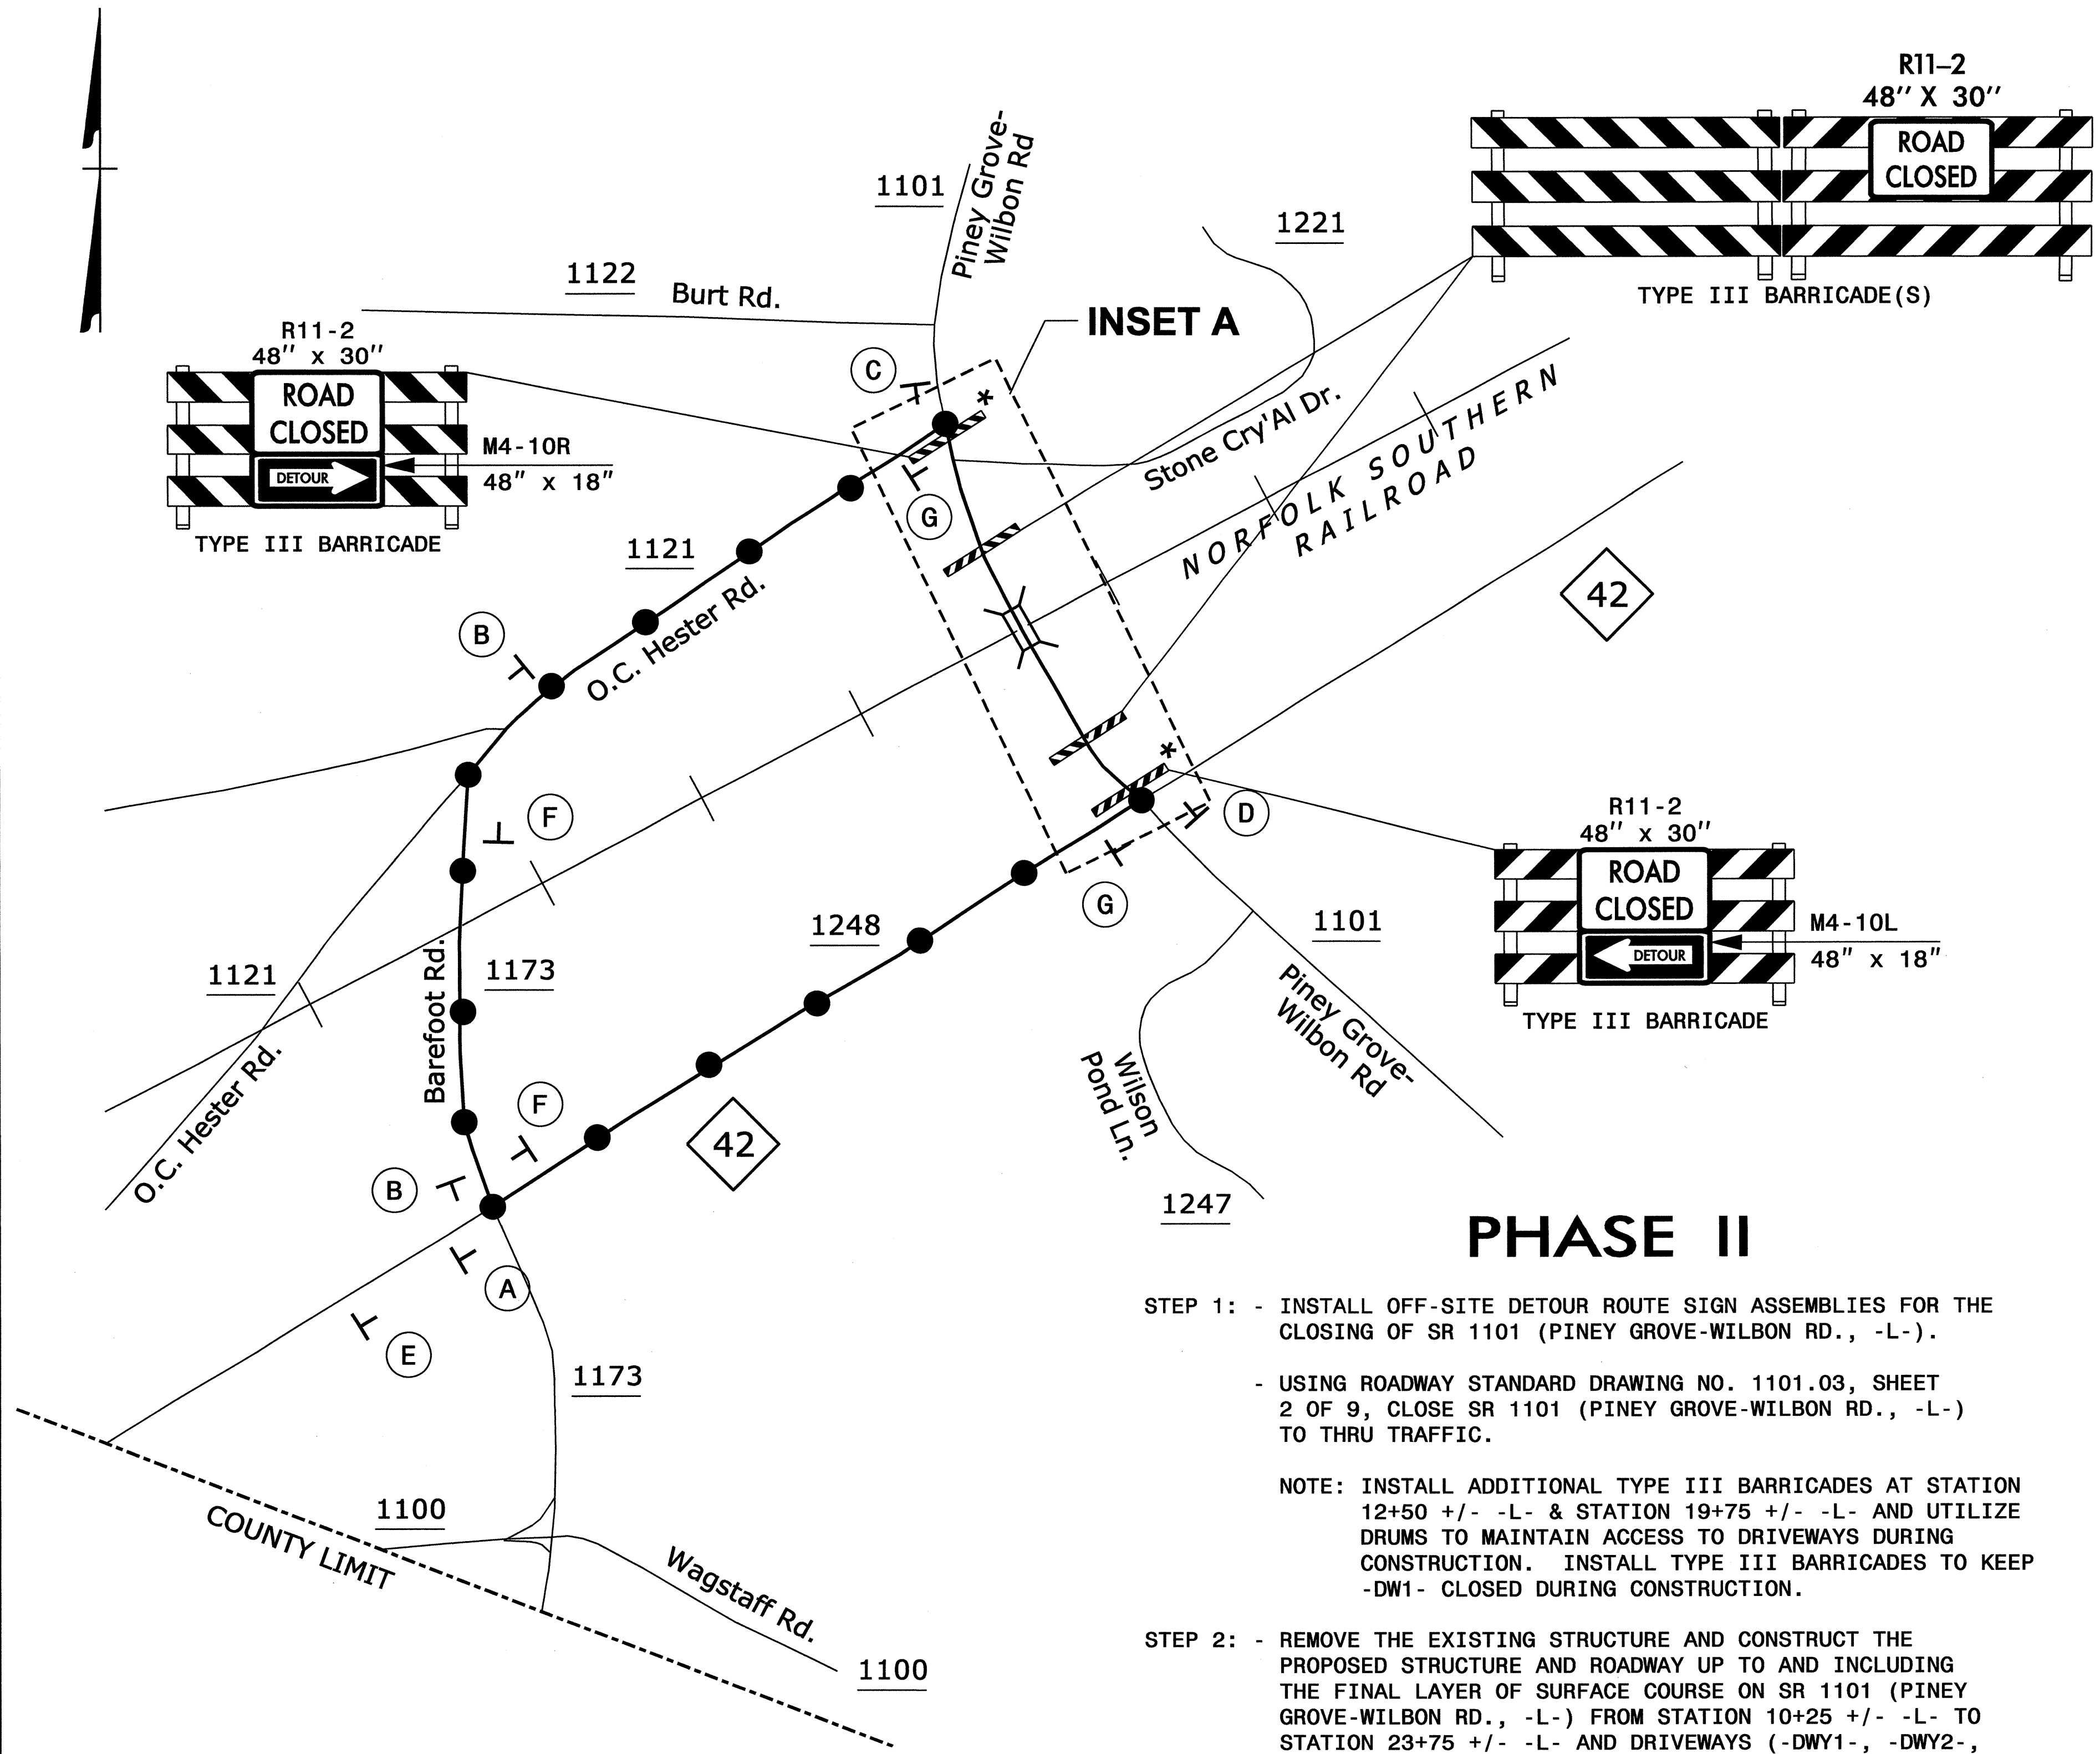 R11-2
48" X 30"
ROAD
CLOSED
TYPE III BARRICADE(S)
1101
Piney Grove-
Wilbon Rd
1221
1122
Burt Rd.
INSET A
R11-2
48" x 30"
ROAD
CLOSED
DETOUR
M4-10R
48" x 18"
TYPE III BARRICADE
C
*
Stone Cry'Al Dr.
NORFOLK SOUTHERN
RAILROAD
G
1121
O.C. Hester Rd.
42
B
F
*
D
G
R11-2
48" x 30"
ROAD
CLOSED
DETOUR
M4-10L
48" x 18"
TYPE III BARRICADE
1248
1101
Piney Grove-
Wilbon Rd
1121
O.C. Hester Rd.
Barefoot Rd.
1173
Wilson
Pond Ln.
F
42
B
1247
A
E
1173
1100
COUNTY LIMIT
Wagstaff Rd.
1100
PHASE II
STEP 1: - INSTALL OFF-SITE DETOUR ROUTE SIGN ASSEMBLIES FOR THE
CLOSING OF SR 1101 (PINEY GROVE-WILBON RD., -L-).
- USING ROADWAY STANDARD DRAWING NO. 1101.03, SHEET
2 OF 9, CLOSE SR 1101 (PINEY GROVE-WILBON RD., -L-)
TO THRU TRAFFIC.
NOTE: INSTALL ADDITIONAL TYPE III BARRICADES AT STATION
12+50 +/- -L- & STATION 19+75 +/- -L- AND UTILIZE
DRUMS TO MAINTAIN ACCESS TO DRIVEWAYS DURING
CONSTRUCTION. INSTALL TYPE III BARRICADES TO KEEP
-DW1- CLOSED DURING CONSTRUCTION.
STEP 2: - REMOVE THE EXISTING STRUCTURE AND CONSTRUCT THE
PROPOSED STRUCTURE AND ROADWAY UP TO AND INCLUDING
THE FINAL LAYER OF SURFACE COURSE ON SR 1101 (PINEY
GROVE-WILBON RD., -L-) FROM STATION 10+25 +/- -L- TO
STATION 23+75 +/- -L- AND DRIVEWAYS (-DWY1-, -DWY2-,